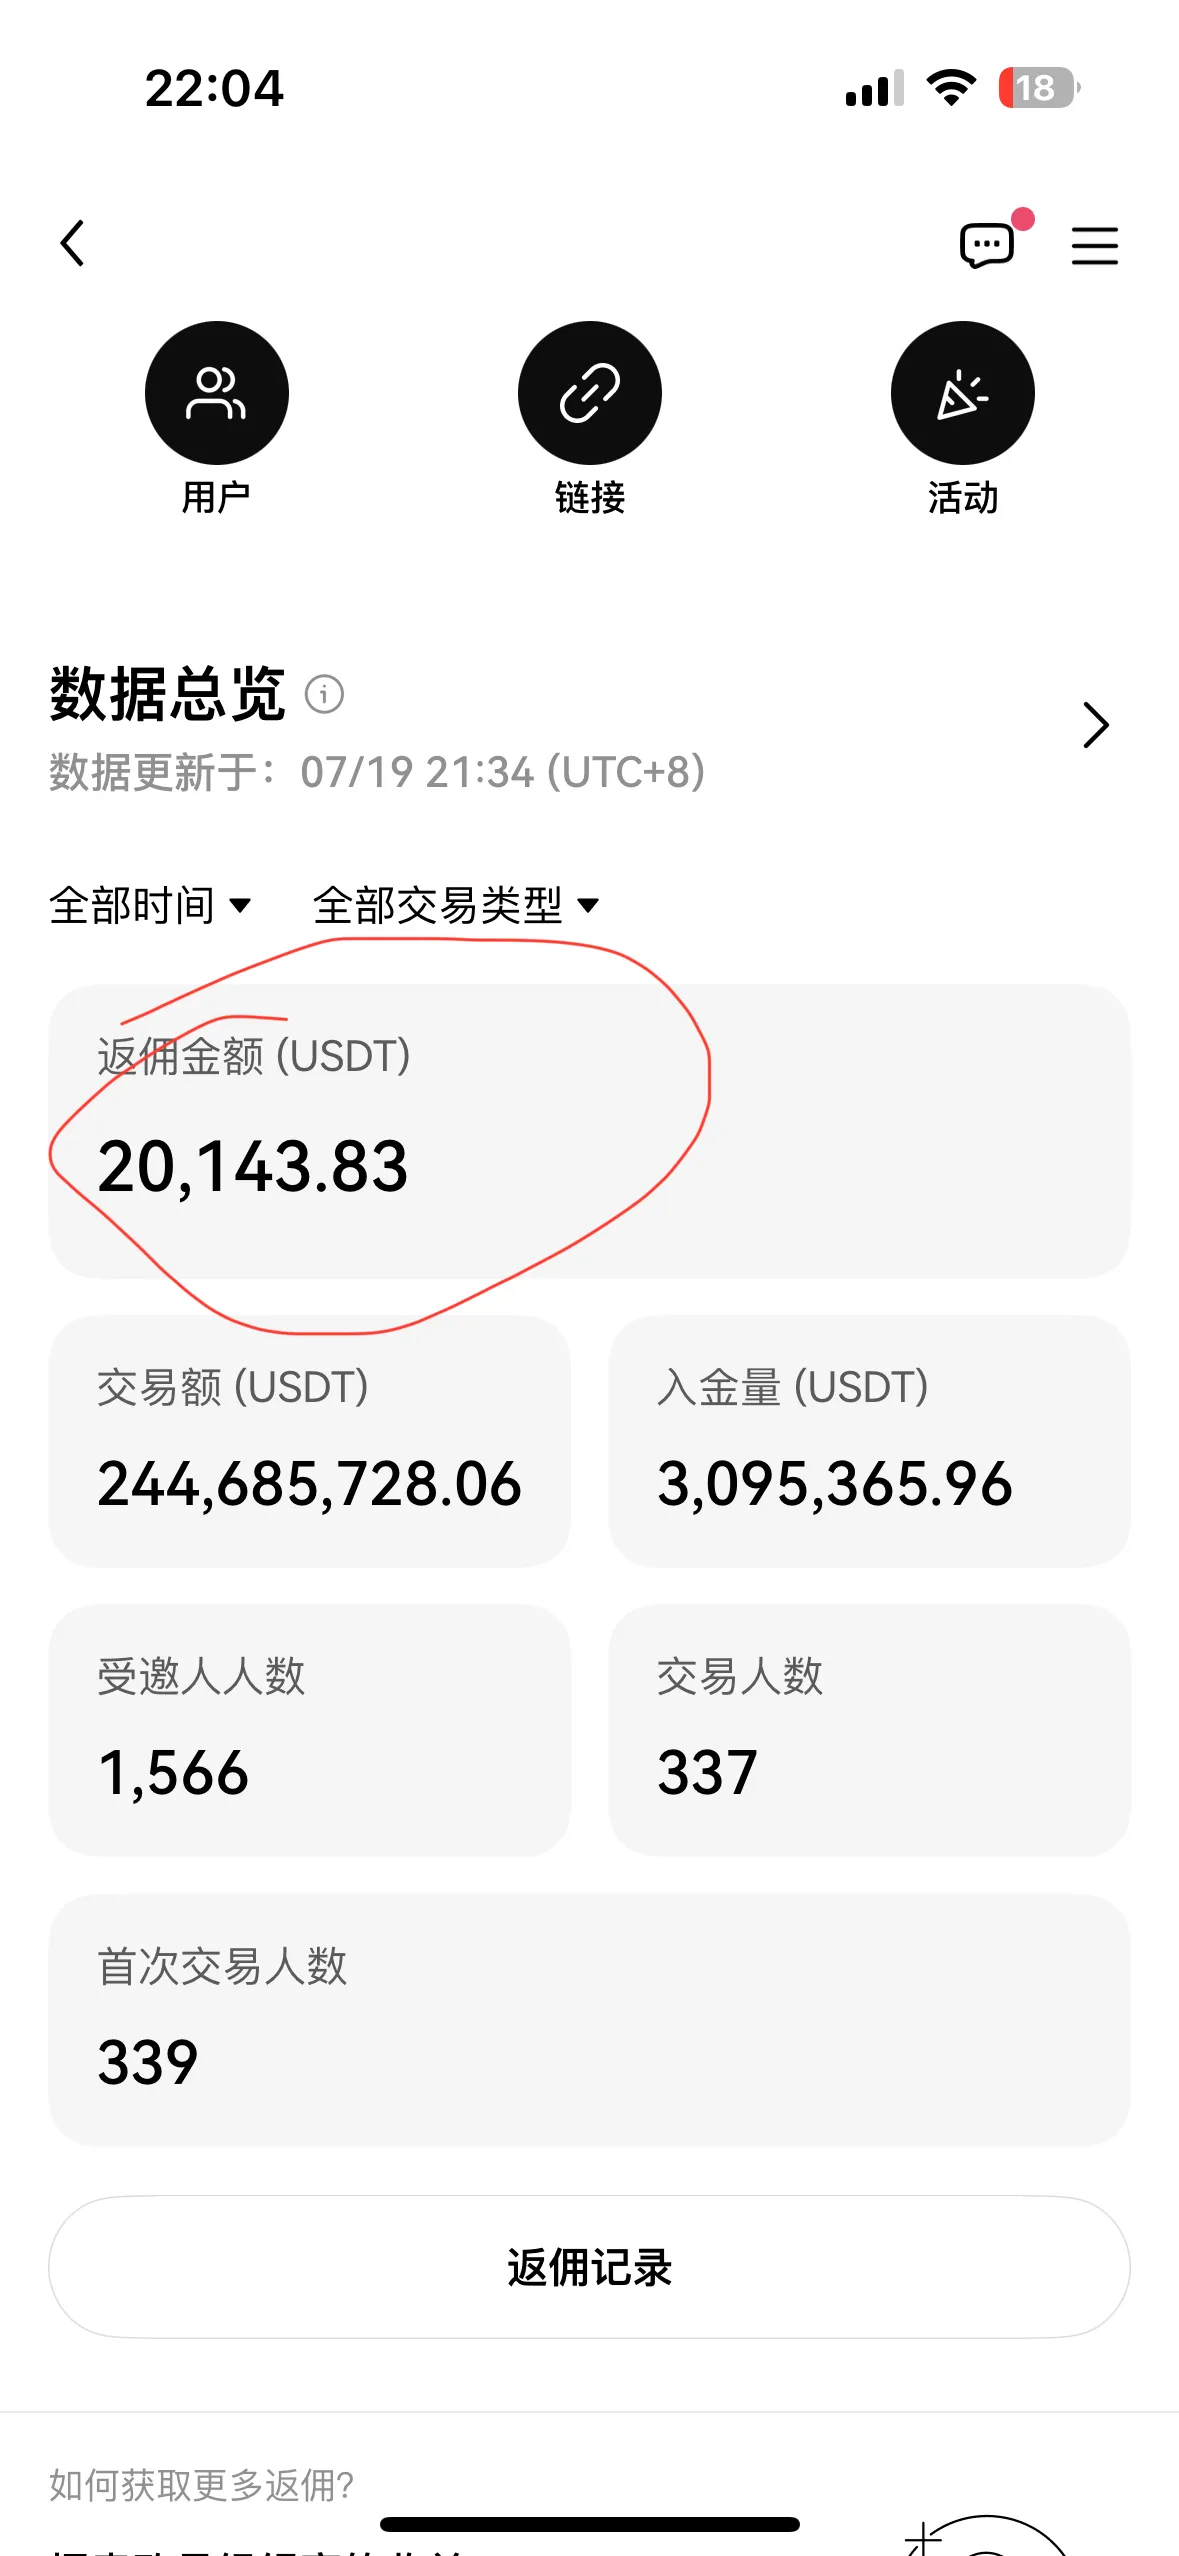 22:04
18
用户
链接
活动
数据总览
数据更新于：07/19 21:34 (UTC+8)
全部时间 全部交易类型
返佣金额 (USDT)
20,143.83
交易额 (USDT)
244,685,728.06
入金量 (USDT)
3,095,365.96
受邀人人数
1,566
交易人数
337
首次交易人数
339
返佣记录
如何获取更多返佣?